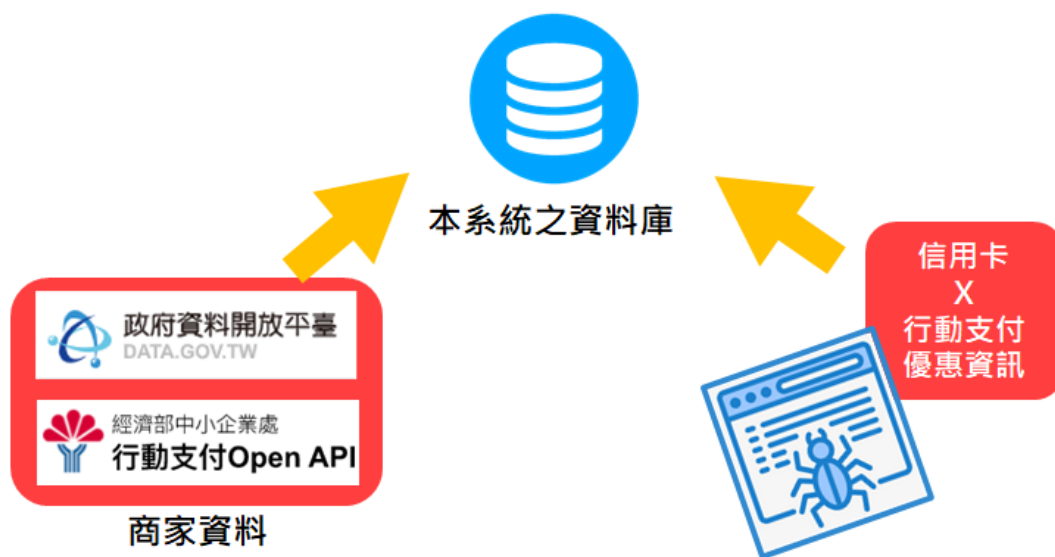 本系統之資料庫
政府資料開放平臺
DATA.GOV.TW
經濟部中小企業處
行動支付Open API
商家資料
信用卡
X
行動支付
優惠資訊